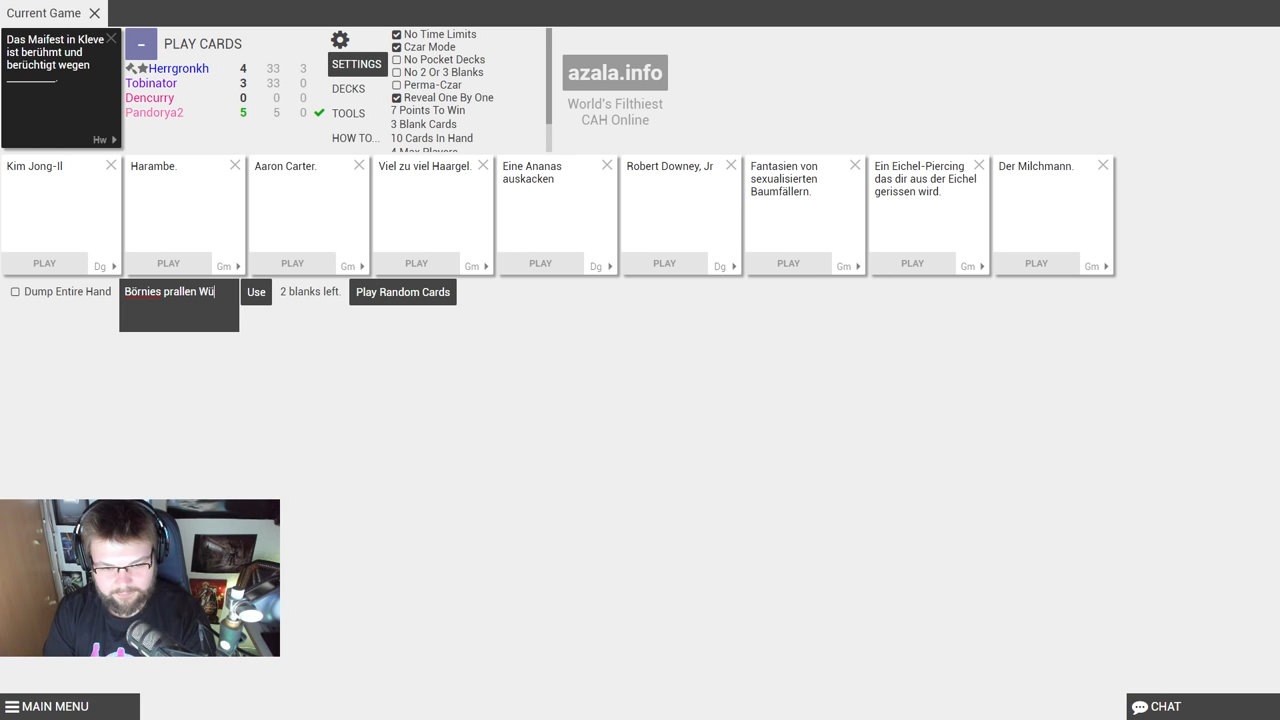 Current Game
Das Maifest in Kleve
ist berühmt und
berüchtigt wegen
__________.
Hw
–
PLAY CARDS
Herrgronkh 4 33 3
Tobinator 3 33 0
Dencurry 0 0 0
Pandorya2 5 5 0
SETTINGS
DECKS
TOOLS
HOW TO...
No Time Limits
Czar Mode
No Pocket Decks
No 2 Or 3 Blanks
Perma-Czar
Reveal One By One
7 Points To Win
3 Blank Cards
10 Cards In Hand
4 Max Players
azala.info
World's Filthiest
CAH Online
Kim Jong-Il
PLAY
Dg
Harambe.
PLAY
Gm
Aaron Carter.
PLAY
Gm
Viel zu viel Haargel.
PLAY
Gm
Eine Ananas
auskacken
PLAY
Dg
Robert Downey, Jr
PLAY
Dg
Fantasien von
sexualisierten
Baumfällern.
PLAY
Gm
Ein Eichel-Piercing
das dir aus der Eichel
gerissen wird.
PLAY
Gm
Der Milchmann.
PLAY
Gm
Dump Entire Hand
Börnies prallen Wü
Use
2 blanks left.
Play Random Cards
MAIN MENU
CHAT